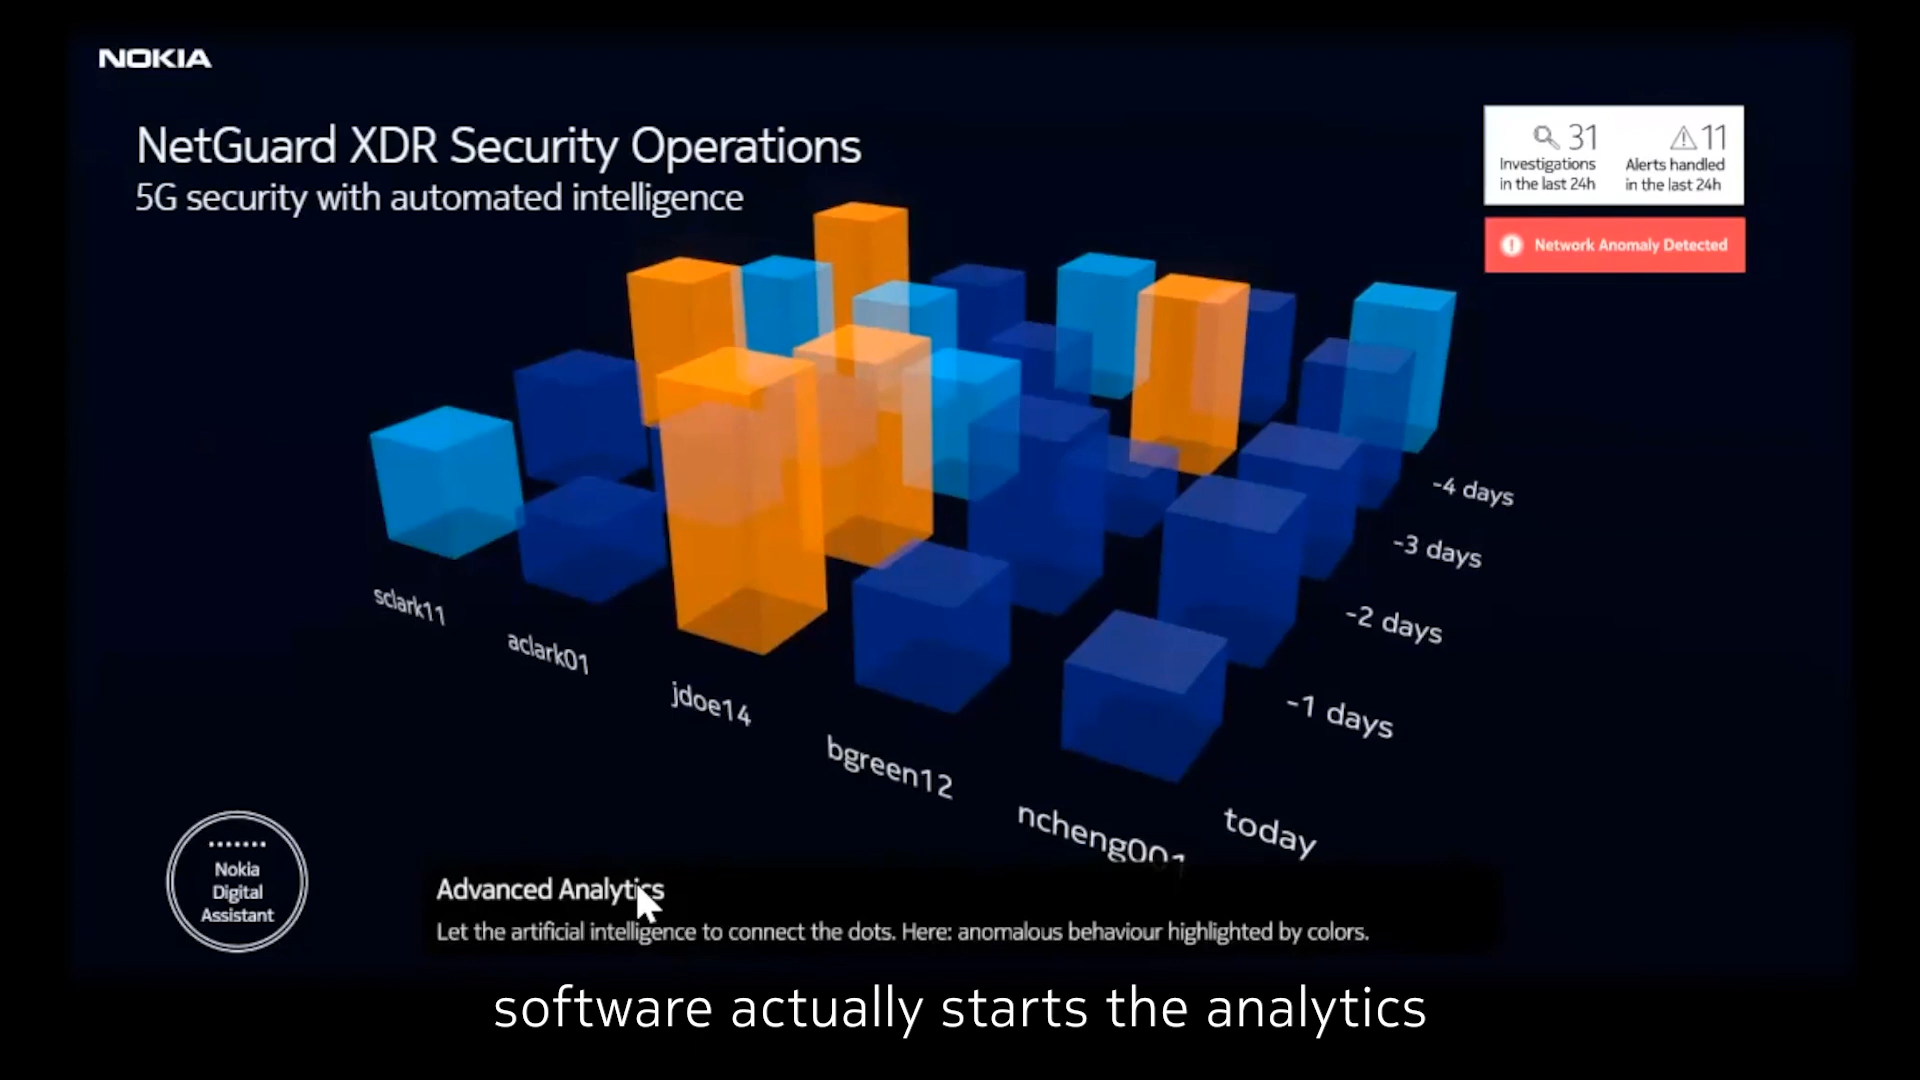 NOKIA
NetGuard XDR Security Operations
5G security with automated intelligence
31
Investigations
in the last 24h
11
Alerts handled
in the last 24h
Network Anomaly Detected
-4 days
-3 days
-2 days
-1 days
today
sclark11
aclark01
jdoe14
bgreen12
ncheng001
Nokia
Digital
Assistant
Advanced Analytics
Let the artificial intelligence to connect the dots. Here: anomalous behaviour highlighted by colors.
software actually starts the analytics